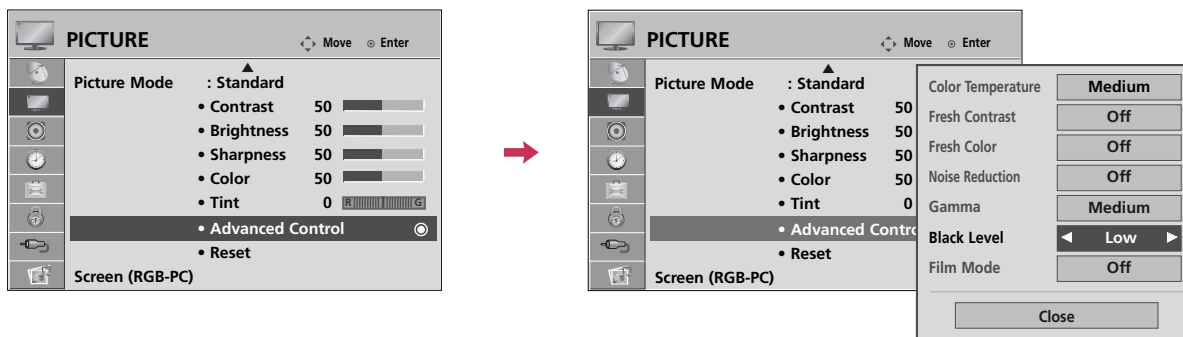 PICTURE Move Enter
Picture Mode : Standard
• Contrast 50
• Brightness 50
• Sharpness 50
• Color 50
• Tint 0 R G
• Advanced Control
• Reset
Screen (RGB-PC)
PICTURE Move Enter
Picture Mode : Standard
• Contrast 50
• Brightness 50
• Sharpness 50
• Color 50
• Tint 0
• Advanced Contro
• Reset
Screen (RGB-PC)
Color Temperature Medium
Fresh Contrast Off
Fresh Color Off
Noise Reduction Off
Gamma Medium
Black Level Low
Film Mode Off
Close